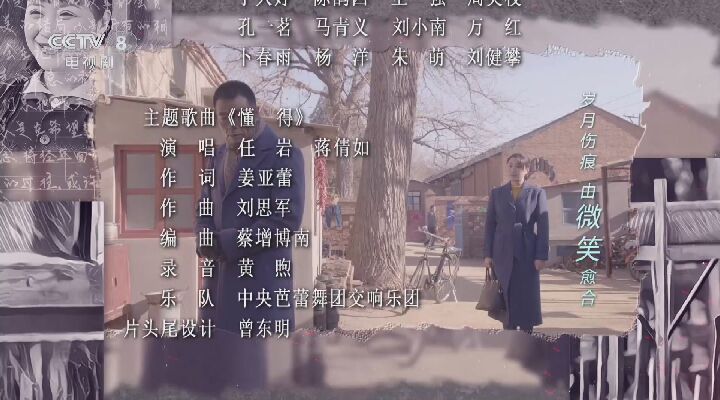 CCTV 8
电视剧
孔一茗 马青义 刘小南 万红
卜春雨 杨洋 朱萌 刘健攀
主题歌曲《懂得》
演唱 任岩 蒋倩如
作词 姜亚蕾
作曲 刘思军
编曲 蔡增博南
录音 黄煦
乐队 中央芭蕾舞团交响乐团
片头尾设计 曾东明
岁月伤痕 由微笑愈合